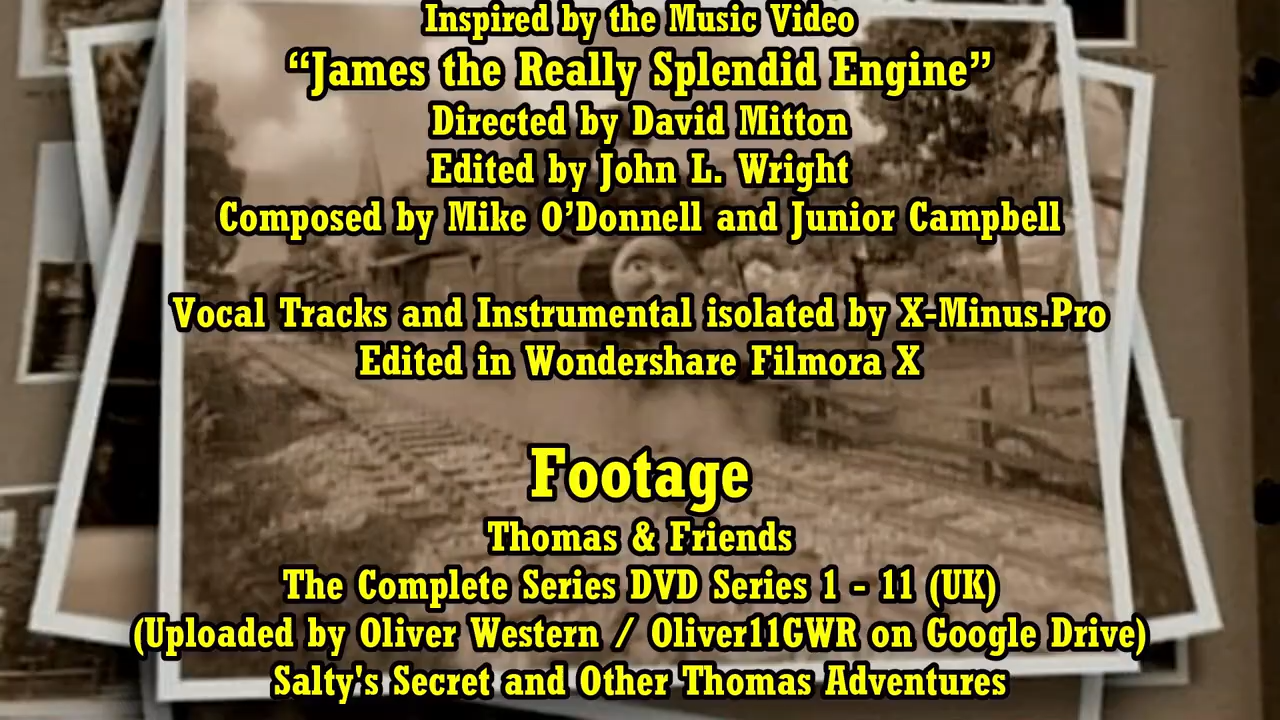 Inspired by the Music Video
“James the Really Splendid Engine”
Directed by David Mitton
Edited by John L. Wright
Composed by Mike O’Donnell and Junior Campbell
Vocal Tracks and Instrumental isolated by X-Minus.Pro
Edited in Wondershare Filmora X
Footage
Thomas & Friends
The Complete Series DVD Series 1 - 11 (UK)
(Uploaded by Oliver Western / Oliver11GWR on Google Drive)
Salty's Secret and Other Thomas Adventures